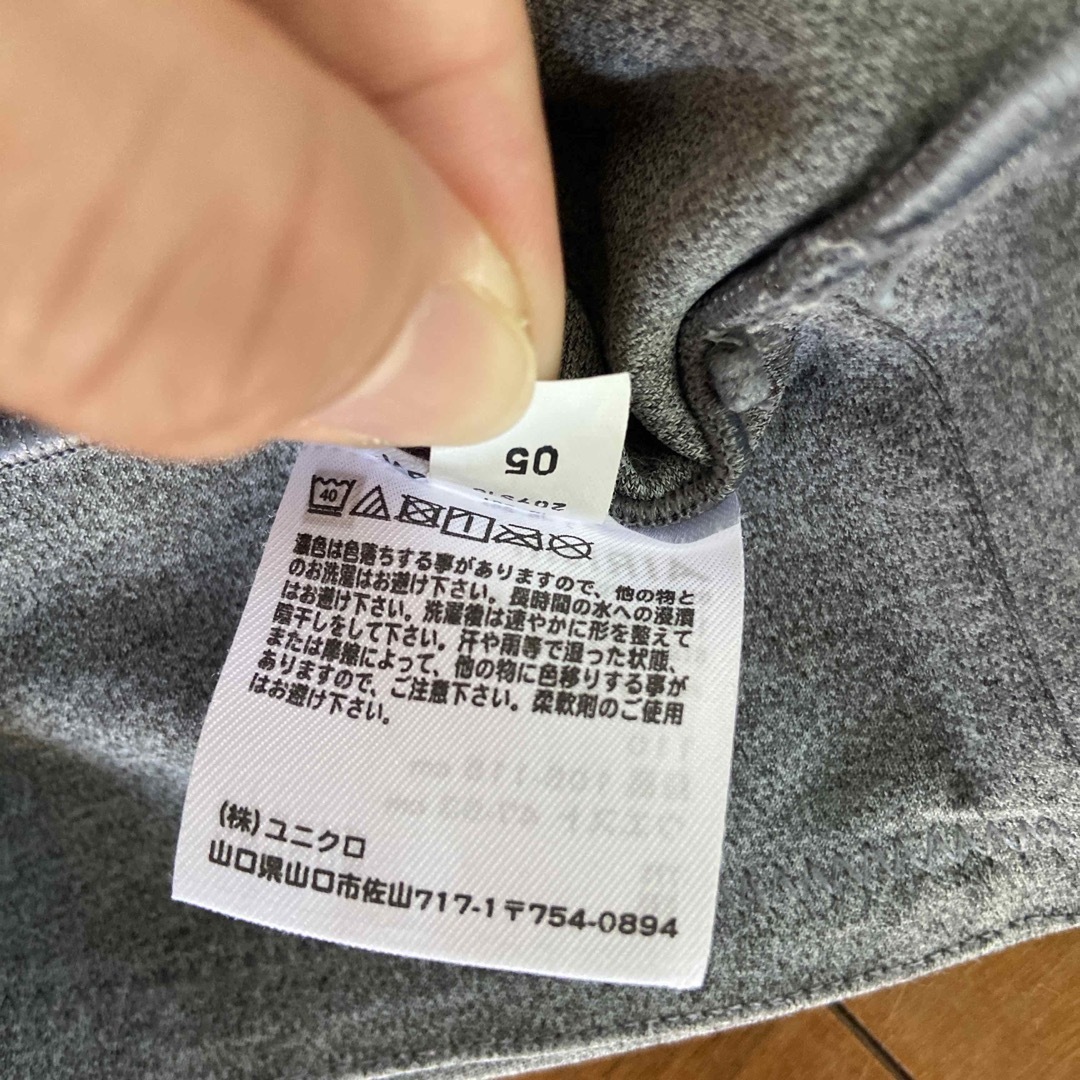 05
40
濃色は色落ちする事がありますので、他の物と
のお洗濯はお避け下さい。長時間の水への浸漬
はお避け下さい。洗濯後は速やかに形を整えて
陰干しをして下さい。汗や雨等で湿った状態、
または摩擦によって、他の物に色移りする事が
ありますので、ご注意下さい。柔軟剤のご使用
はお避け下さい。
(株)ユニクロ
山口県山口市佐山717-1〒754-0894